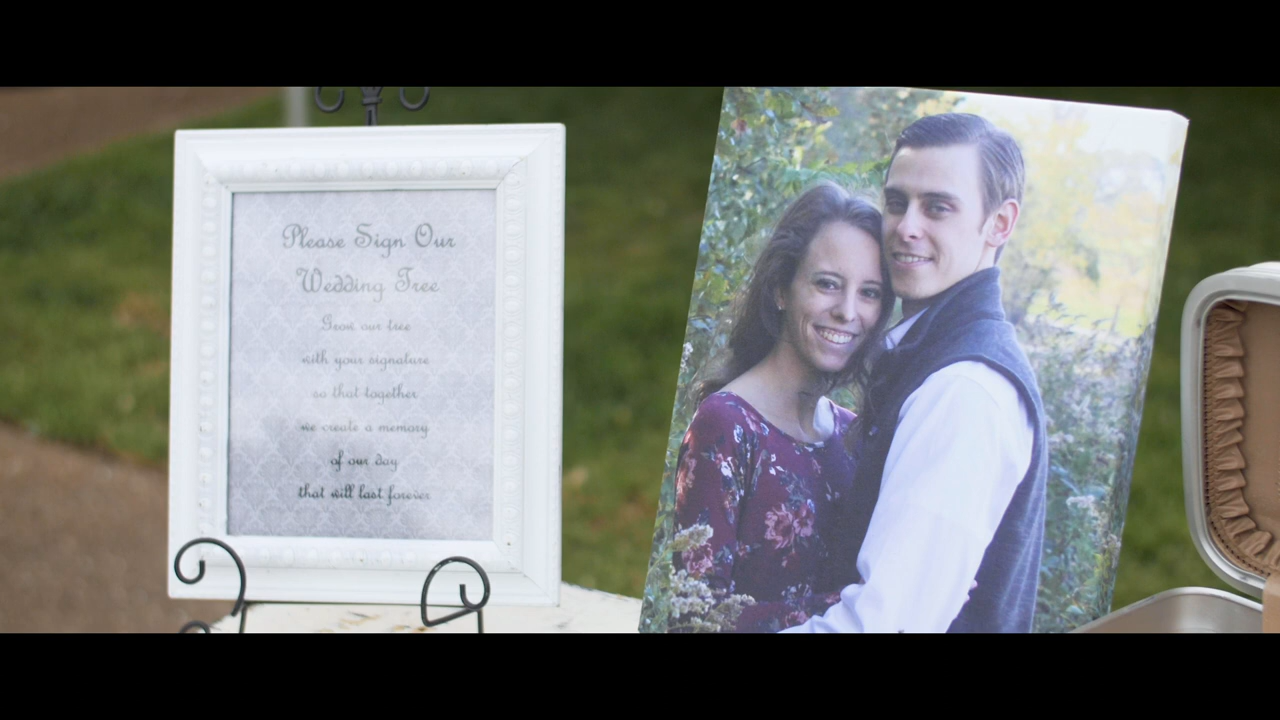 Please Sign Our
Wedding Tree
Grow our tree
with your signature
so that together
we create a memory
of our day
that will last forever